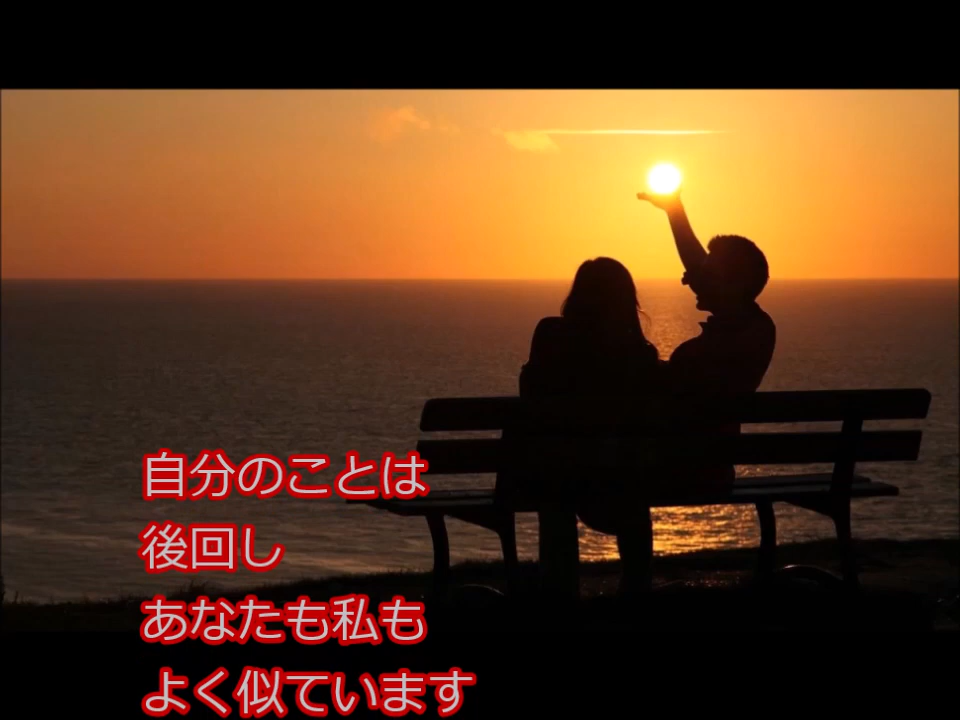 自分のことは
後回し
あなたも私も
よく似ています